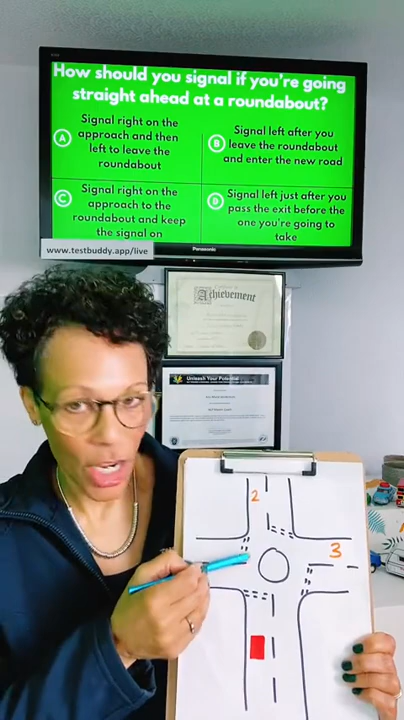 How should you signal if you're going
straight ahead at a roundabout?
A
Signal right on the
approach and then
left to leave the
roundabout
B
Signal left after you
leave the roundabout
and enter the new road
C
Signal right on the
approach to the
roundabout and keep
the signal on
D
Signal left just after you
pass the exit before the
one you're going to
take
www.testbuddy.app/live
Panasonic
Achievement
Unleash Your Potential
2
3